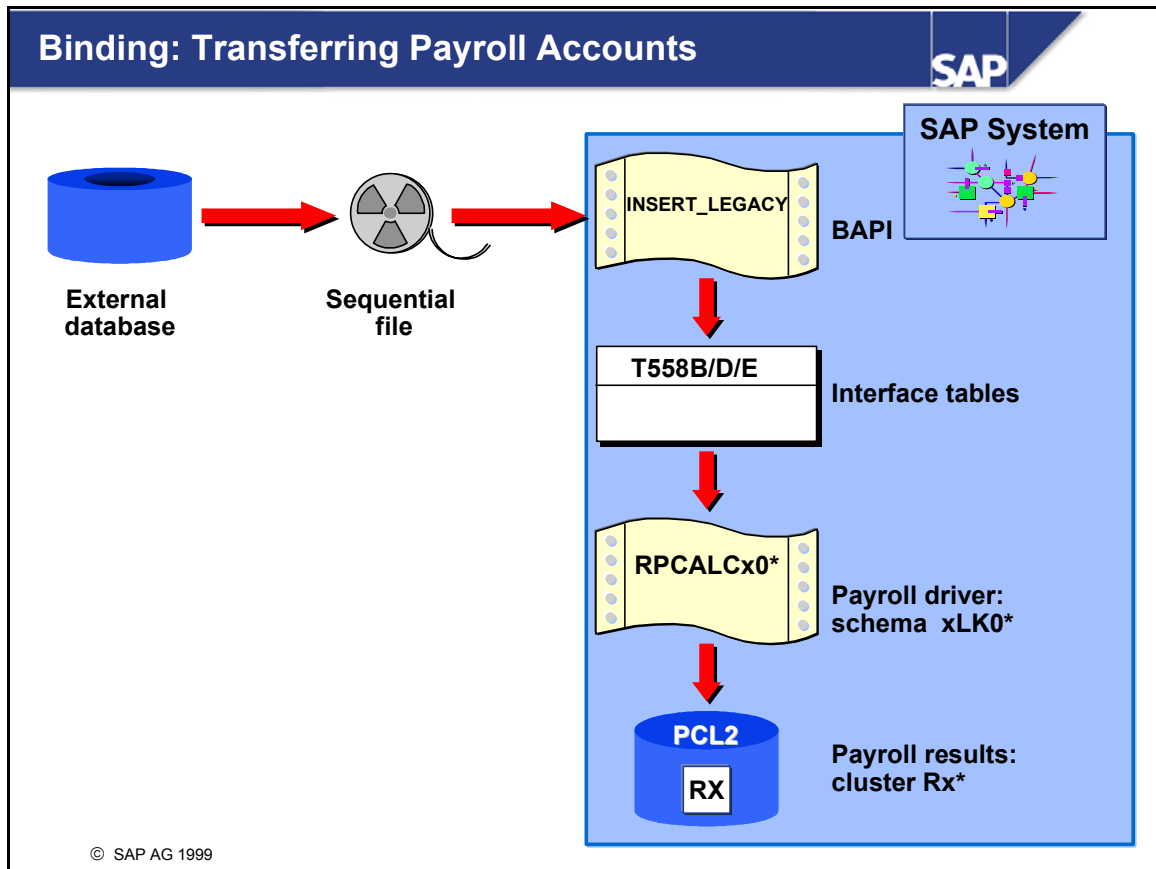 Binding: Transferring Payroll Accounts
SAP
SAP System
INSERT_LEGACY
BAPI
External
database
Sequential
file
T558B/D/E
Interface tables
RPCALCx0*
Payroll driver:
schema xLK0*
PCL2
RX
Payroll results:
cluster Rx*
© SAP AG 1999